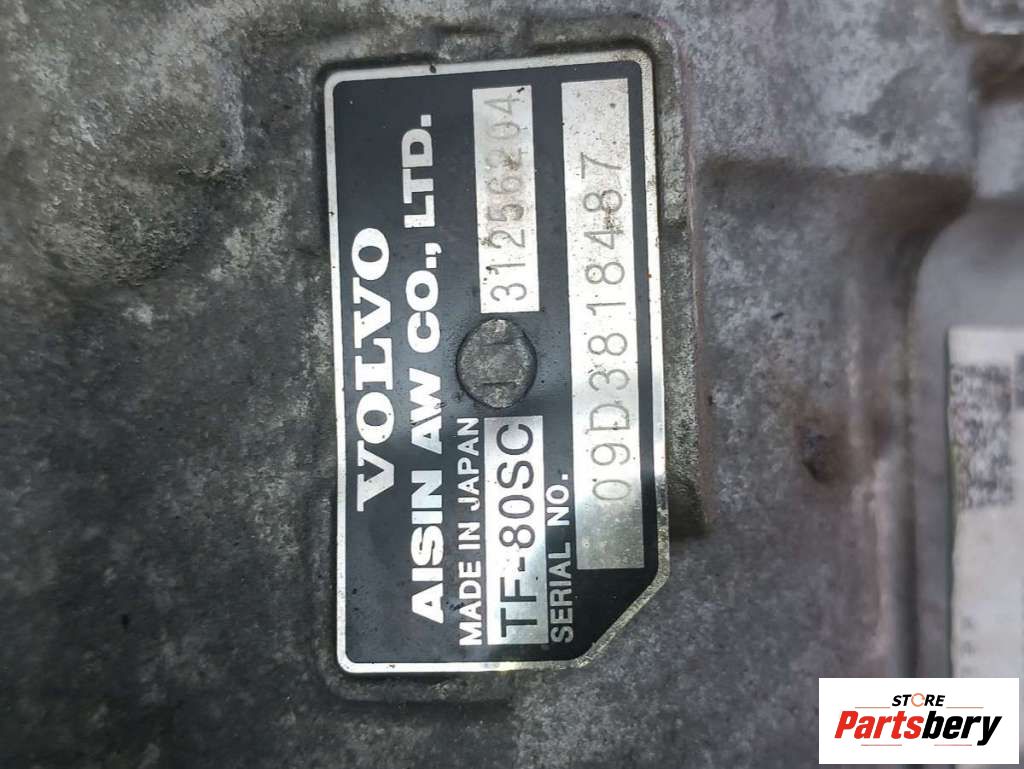 VOLVO
AISIN AW CO., LTD.
MADE IN JAPAN
TF-80SC 31256204
SERIAL NO.
09D3818487
STORE
Partsbery